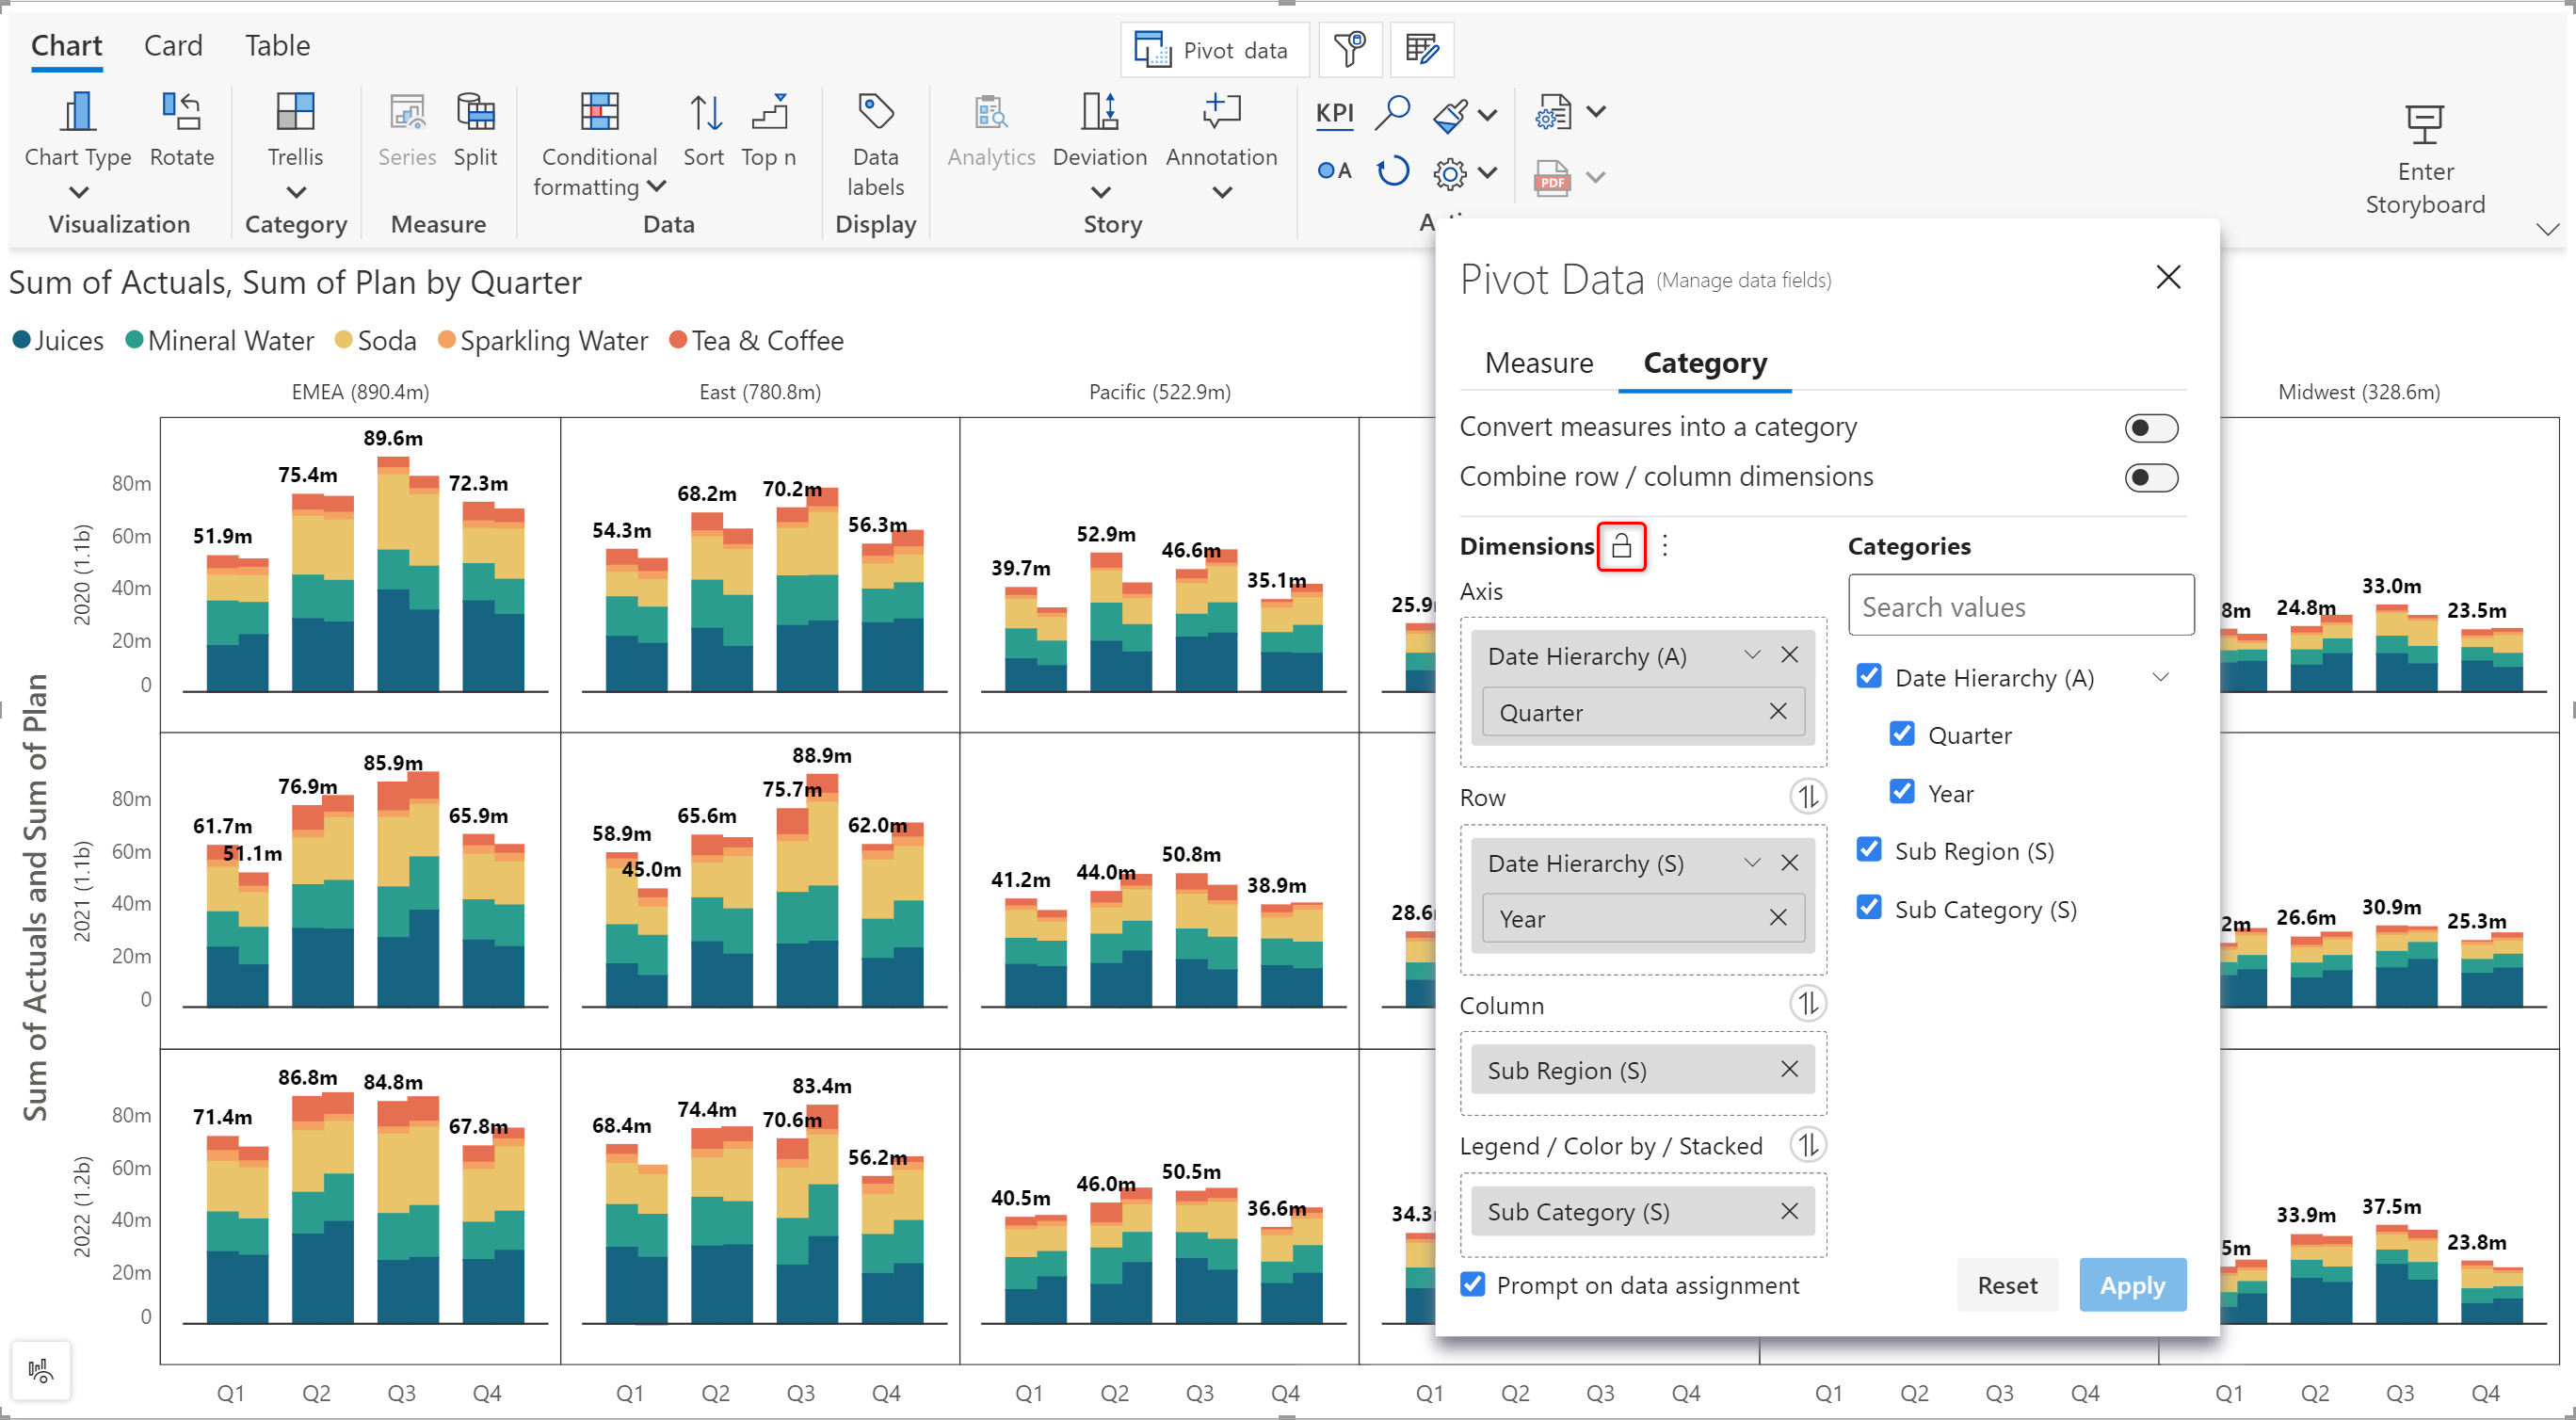 Chart Card Table
Pivot data
Chart Type Rotate Trellis Series Split Conditional formatting Sort Top n Data labels Analytics Deviation Annotation KPI
A
PDF
Enter Storyboard
Visualization Category Measure Data Display Story
Sum of Actuals, Sum of Plan by Quarter
Juices Mineral Water Soda Sparkling Water Tea & Coffee
EMEA (890.4m) East (780.8m) Pacific (522.9m) Midwest (328.6m)
Sum of Actuals and Sum of Plan
2020 (1.1b)
80m
60m
40m
20m
0
51.9m 75.4m 89.6m 72.3m
54.3m 68.2m 70.2m 56.3m
39.7m 52.9m 46.6m 35.1m
24.8m 33.0m 23.5m
2021 (1.1b)
80m
60m
40m
20m
0
61.7m 51.1m 76.9m 85.9m 65.9m
58.9m 45.0m 65.6m 75.7m 88.9m 62.0m
41.2m 44.0m 50.8m 38.9m
26.6m 30.9m 25.3m
2022 (1.2b)
80m
60m
40m
20m
0
71.4m 86.8m 84.8m 67.8m
68.4m 74.4m 70.6m 83.4m 56.2m
40.5m 46.0m 50.5m 36.6m
33.9m 37.5m 23.8m
Q1 Q2 Q3 Q4 Q1 Q2 Q3 Q4 Q1 Q2 Q3 Q4 Q1 Q2 Q3 Q4 Q1 Q2 Q3 Q4 Q1 Q2 Q3 Q4
Pivot Data (Manage data fields)
Measure Category
Convert measures into a category
Combine row / column dimensions
Dimensions
Axis
Date Hierarchy (A)
Quarter
Row
Date Hierarchy (S)
Year
Column
Sub Region (S)
Legend / Color by / Stacked
Sub Category (S)
Prompt on data assignment
Categories
Search values
Date Hierarchy (A)
Quarter
Year
Sub Region (S)
Sub Category (S)
Reset Apply